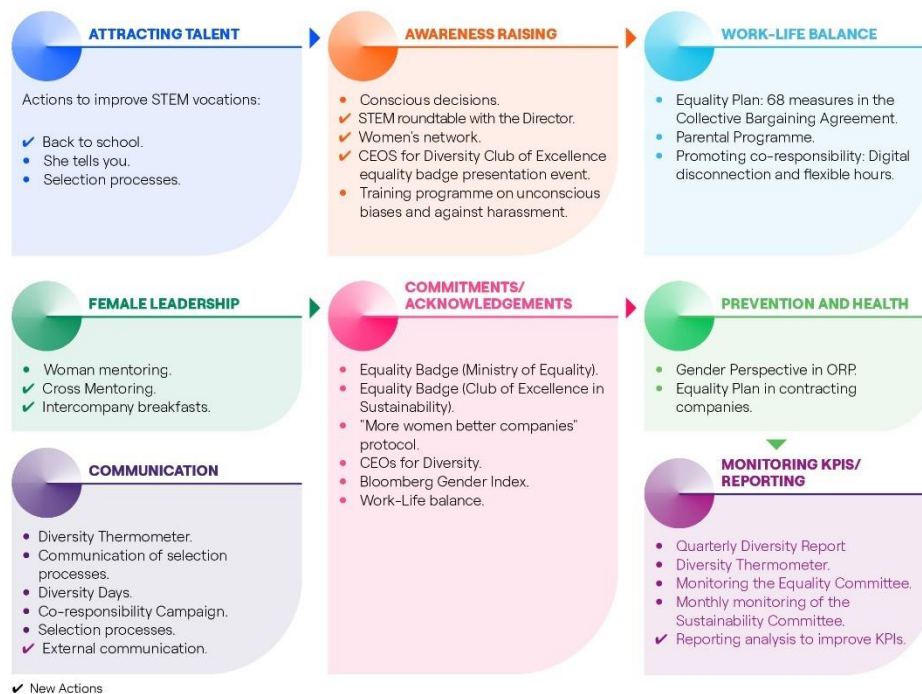 ATTRACTING TALENT
Actions to improve STEM vocations:
✔ Back to school.
• She tells you.
• Selection processes.
AWARENESS RAISING
• Conscious decisions.
✔ STEM roundtable with the Director.
✔ Women's network.
✔ CEOS for Diversity Club of Excellence
equality badge presentation event.
• Training programme on unconscious
biases and against harassment.
WORK-LIFE BALANCE
• Equality Plan: 68 measures in the
Collective Bargaining Agreement.
• Parental Programme.
• Promoting co-responsibility: Digital
disconnection and flexible hours.
FEMALE LEADERSHIP
• Woman mentoring.
✔ Cross Mentoring.
✔ Intercompany breakfasts.
COMMITMENTS/
ACKNOWLEDGEMENTS
• Equality Badge (Ministry of Equality).
• Equality Badge (Club of Excellence in
Sustainability).
• "More women better companies"
protocol.
• CEOs for Diversity.
• Bloomberg Gender Index.
• Work-Life balance.
PREVENTION AND HEALTH
• Gender Perspective in ORP.
• Equality Plan in contracting
companies.
COMMUNICATION
• Diversity Thermometer.
• Communication of selection
processes.
• Diversity Days.
• Co-responsibility Campaign.
• Selection processes.
✔ External communication.
MONITORING KPIS/
REPORTING
• Quarterly Diversity Report
• Diversity Thermometer.
• Monitoring the Equality Committee.
• Monthly monitoring of the
Sustainability Committee.
✔ Reporting analysis to improve KPIs.
✔ New Actions